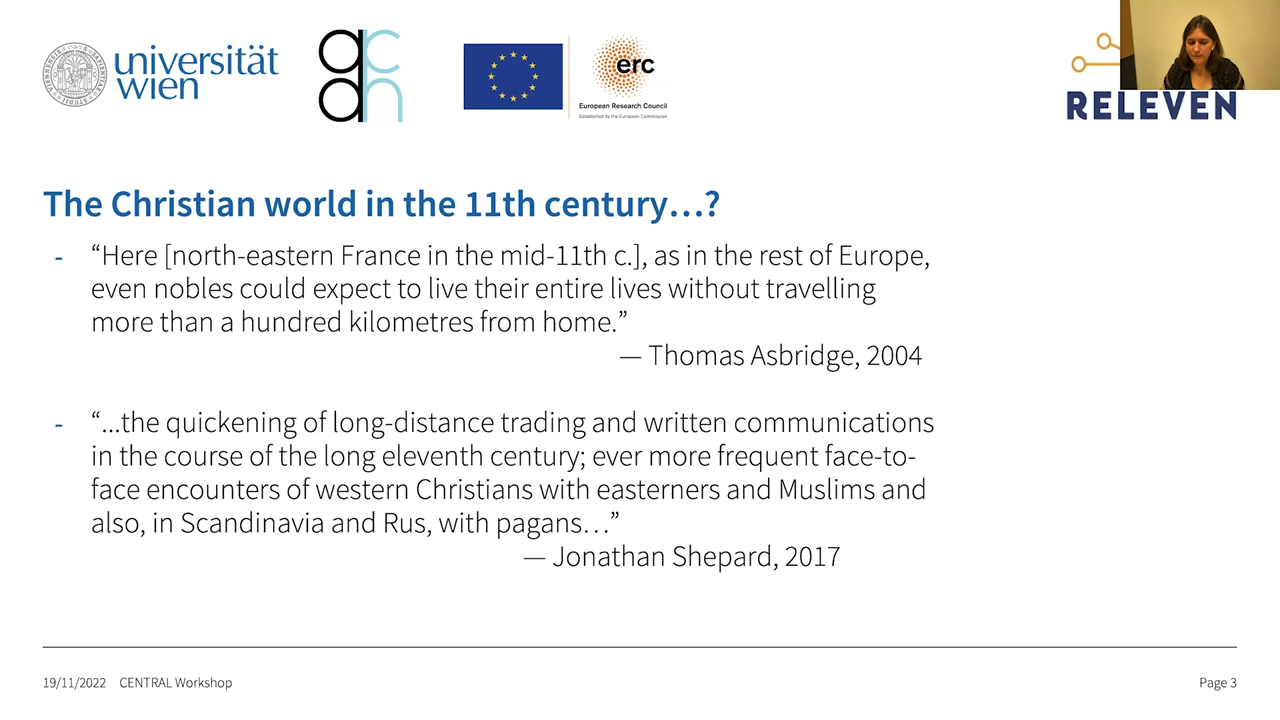 universität
wien
acdh
erc
European Research Council
Established by the European Commission
RELEVEN
The Christian world in the 11th century…?
- “Here [north-eastern France in the mid-11th c.], as in the rest of Europe,
even nobles could expect to live their entire lives without travelling
more than a hundred kilometres from home.”
— Thomas Asbridge, 2004
- “...the quickening of long-distance trading and written communications
in the course of the long eleventh century; ever more frequent face-to-
face encounters of western Christians with easterners and Muslims and
also, in Scandinavia and Rus, with pagans…”
— Jonathan Shepard, 2017
19/11/2022 CENTRAL Workshop
Page 3